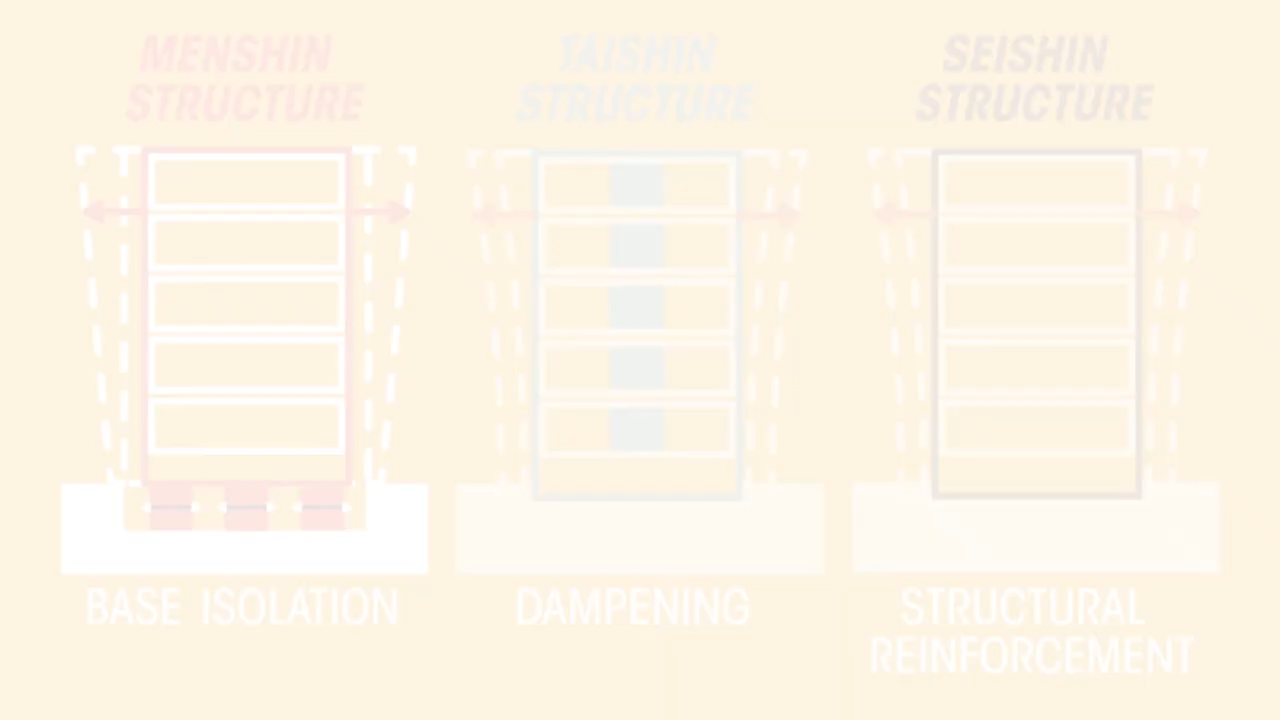 MENSHIN
STRUCTURE
TAISHIN
STRUCTURE
SEISHIN
STRUCTURE
BASE ISOLATION
DAMPENING
STRUCTURAL
REINFORCEMENT